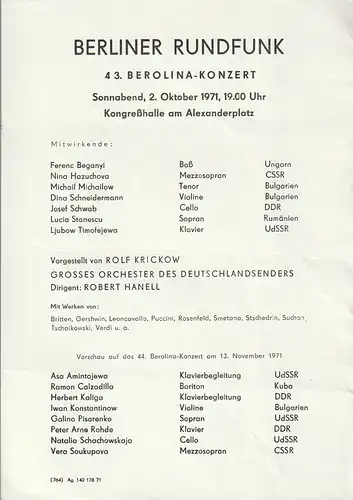 BERLINER RUNDFUNK
43. BEROLINA-KONZERT
Sonnabend, 2. Oktober 1971, 19.00 Uhr
Kongreßhalle am Alexanderplatz
Mitwirkende:
Ferenc Beganyi Baß Ungarn
Nina Hazuchova Mezzosopran CSSR
Michail Michailow Tenor Bulgarien
Dina Schneidermann Violine Bulgarien
Josef Schwab Cello DDR
Lucia Stanescu Sopran Rumänien
Ljubow Timofejewa Klavier UdSSR
Vorgestellt von ROLF KRICKOW
GROSSES ORCHESTER DES DEUTSCHLANDSENDERS
Dirigent: ROBERT HANELL
Mit Werken von:
Britten, Gershwin, Leoncavallo, Puccini, Rosenfeld, Smetana, Stschedrin, Suchon,
Tschaikowski, Verdi u. a.
Vorschau auf das 44. Berolina-Konzert am 13. November 1971
Asa Amintajewa Klavierbegleitung UdSSR
Ramon Calzadilla Bariton Kuba
Herbert Kaliga Klavierbegleitung DDR
Iwan Konstantinow Violine Bulgarien
Galina Pisarenko Sopran UdSSR
Peter Arne Rohde Klavier DDR
Natalia Schachowskaja Cello UdSSR
Vera Soukupova Mezzosopran CSSR
(764) Ag 142 178 71